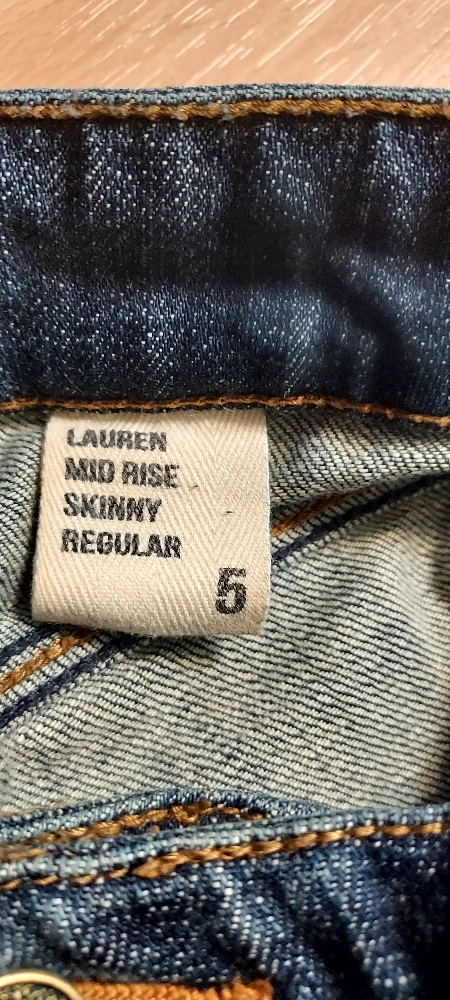 LAUREN
MID RISE
SKINNY
REGULAR
5